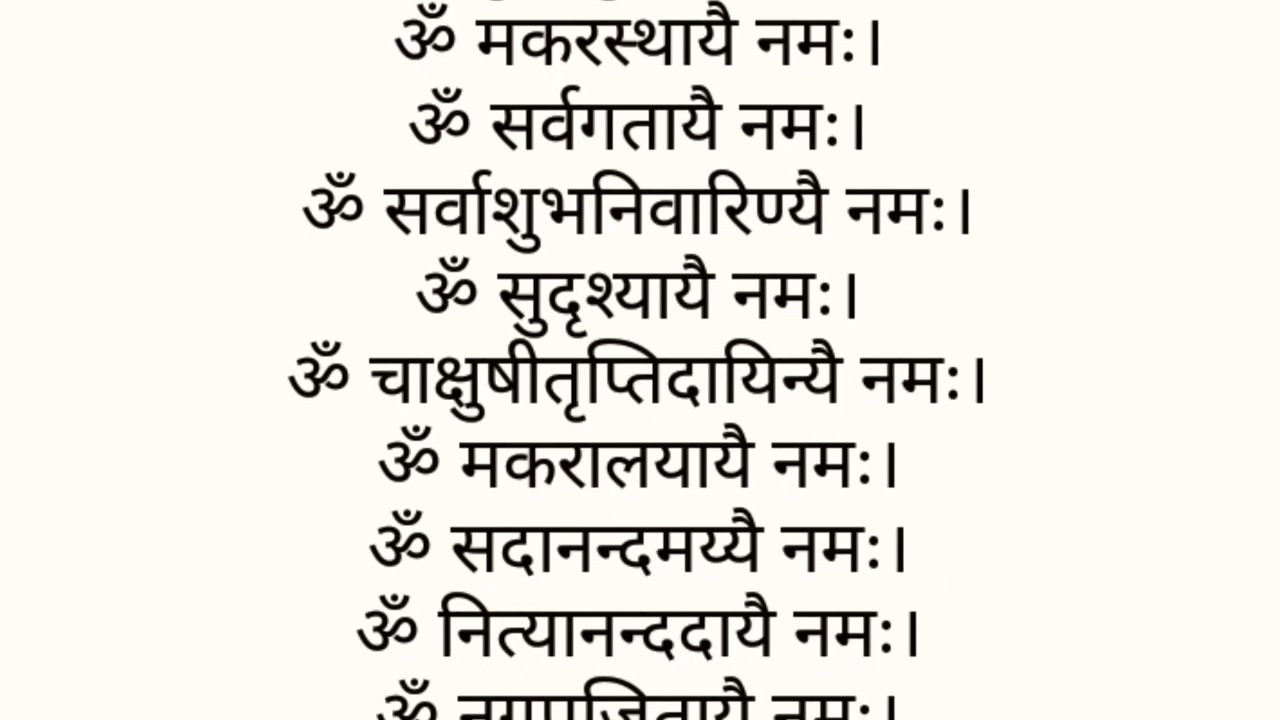 ॐ मकरस्थायै नमः।
ॐ सर्वगतायै नमः।
ॐ सर्वाशुभनिवारिण्यै नमः।
ॐ सुदृश्यायै नमः।
ॐ चाक्षुषीतृप्तिदायिन्यै नमः।
ॐ मकरालयायै नमः।
ॐ सदानन्दमय्यै नमः।
ॐ नित्यानन्ददायै नमः।
ॐ नमः।